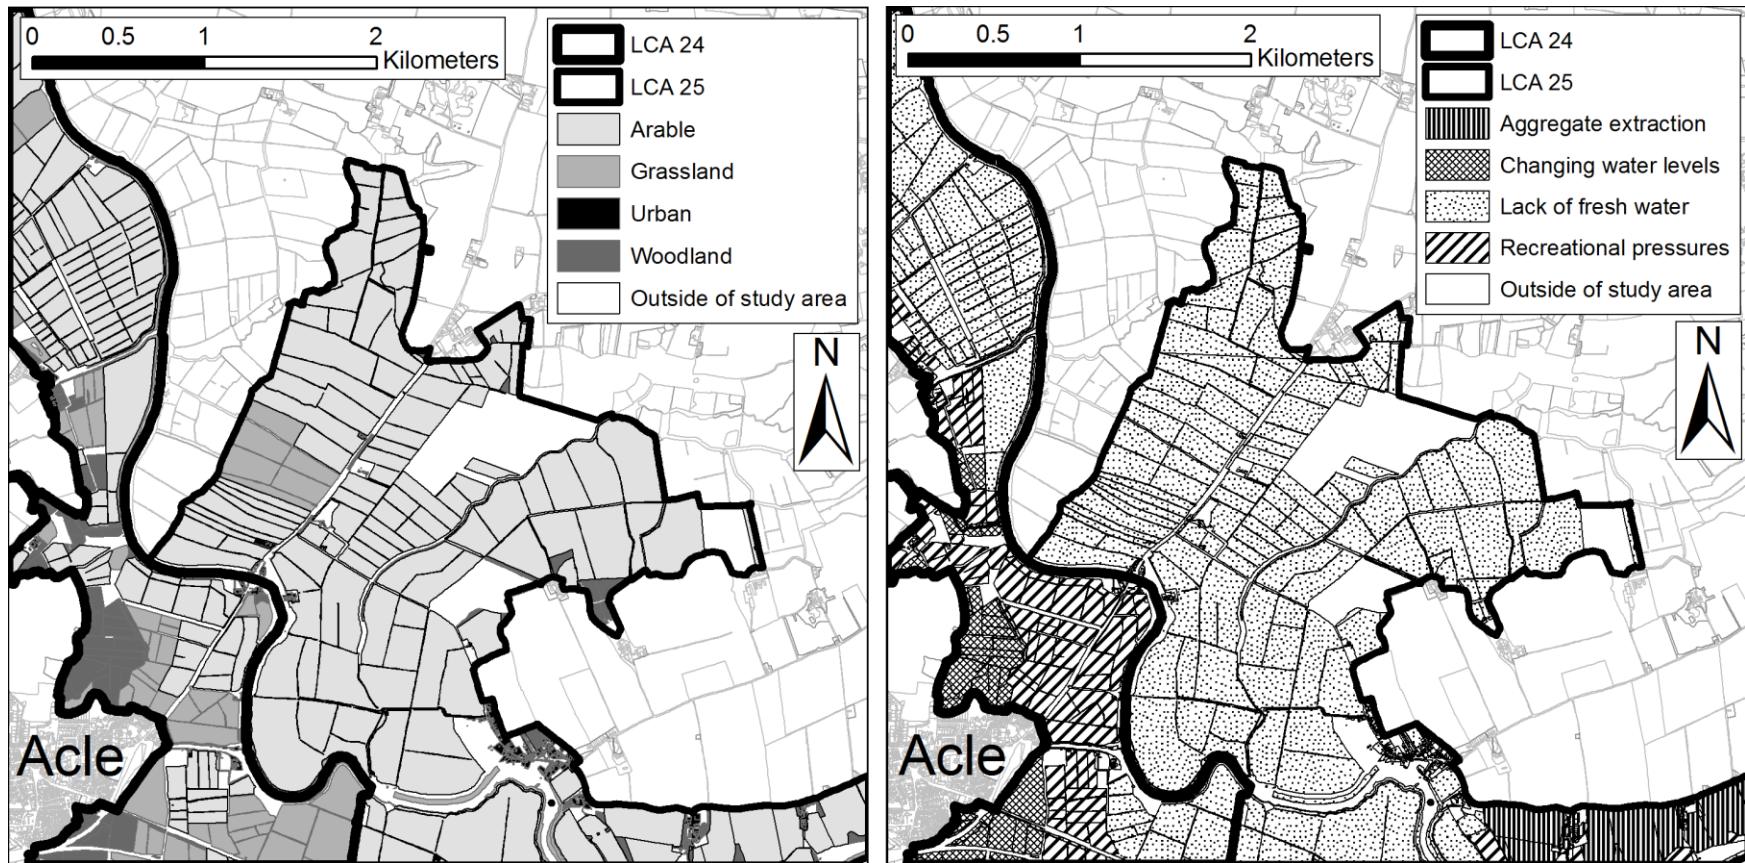 0 0.5 1 2
Kilometers
LCA 24
LCA 25
Arable
Grassland
Urban
Woodland
Outside of study area
N
Acle
0 0.5 1 2
Kilometers
LCA 24
LCA 25
Aggregate extraction
Changing water levels
Lack of fresh water
Recreational pressures
Outside of study area
N
Acle